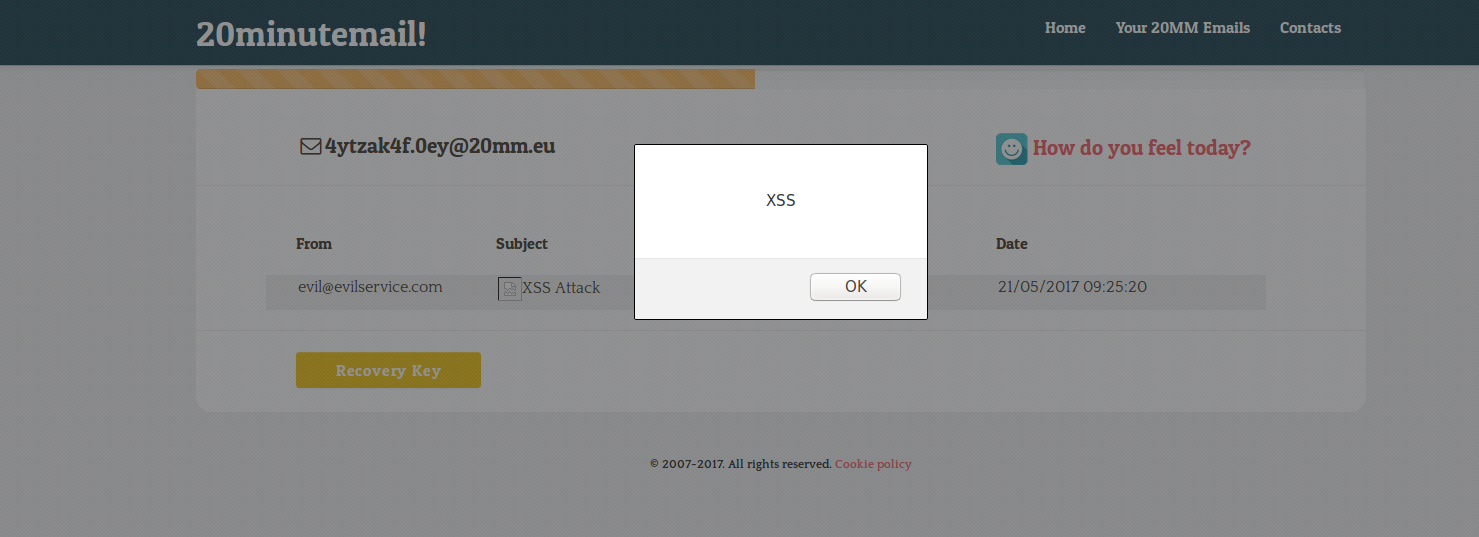 20minutemail!
Home Your 20MM Emails Contacts
4ytzak4f.0ey@20mm.eu
How do you feel today?
XSS
OK
From Subject Date
evil@evilservice.com XSS Attack 21/05/2017 09:25:20
Recovery Key
© 2007-2017. All rights reserved. Cookie policy